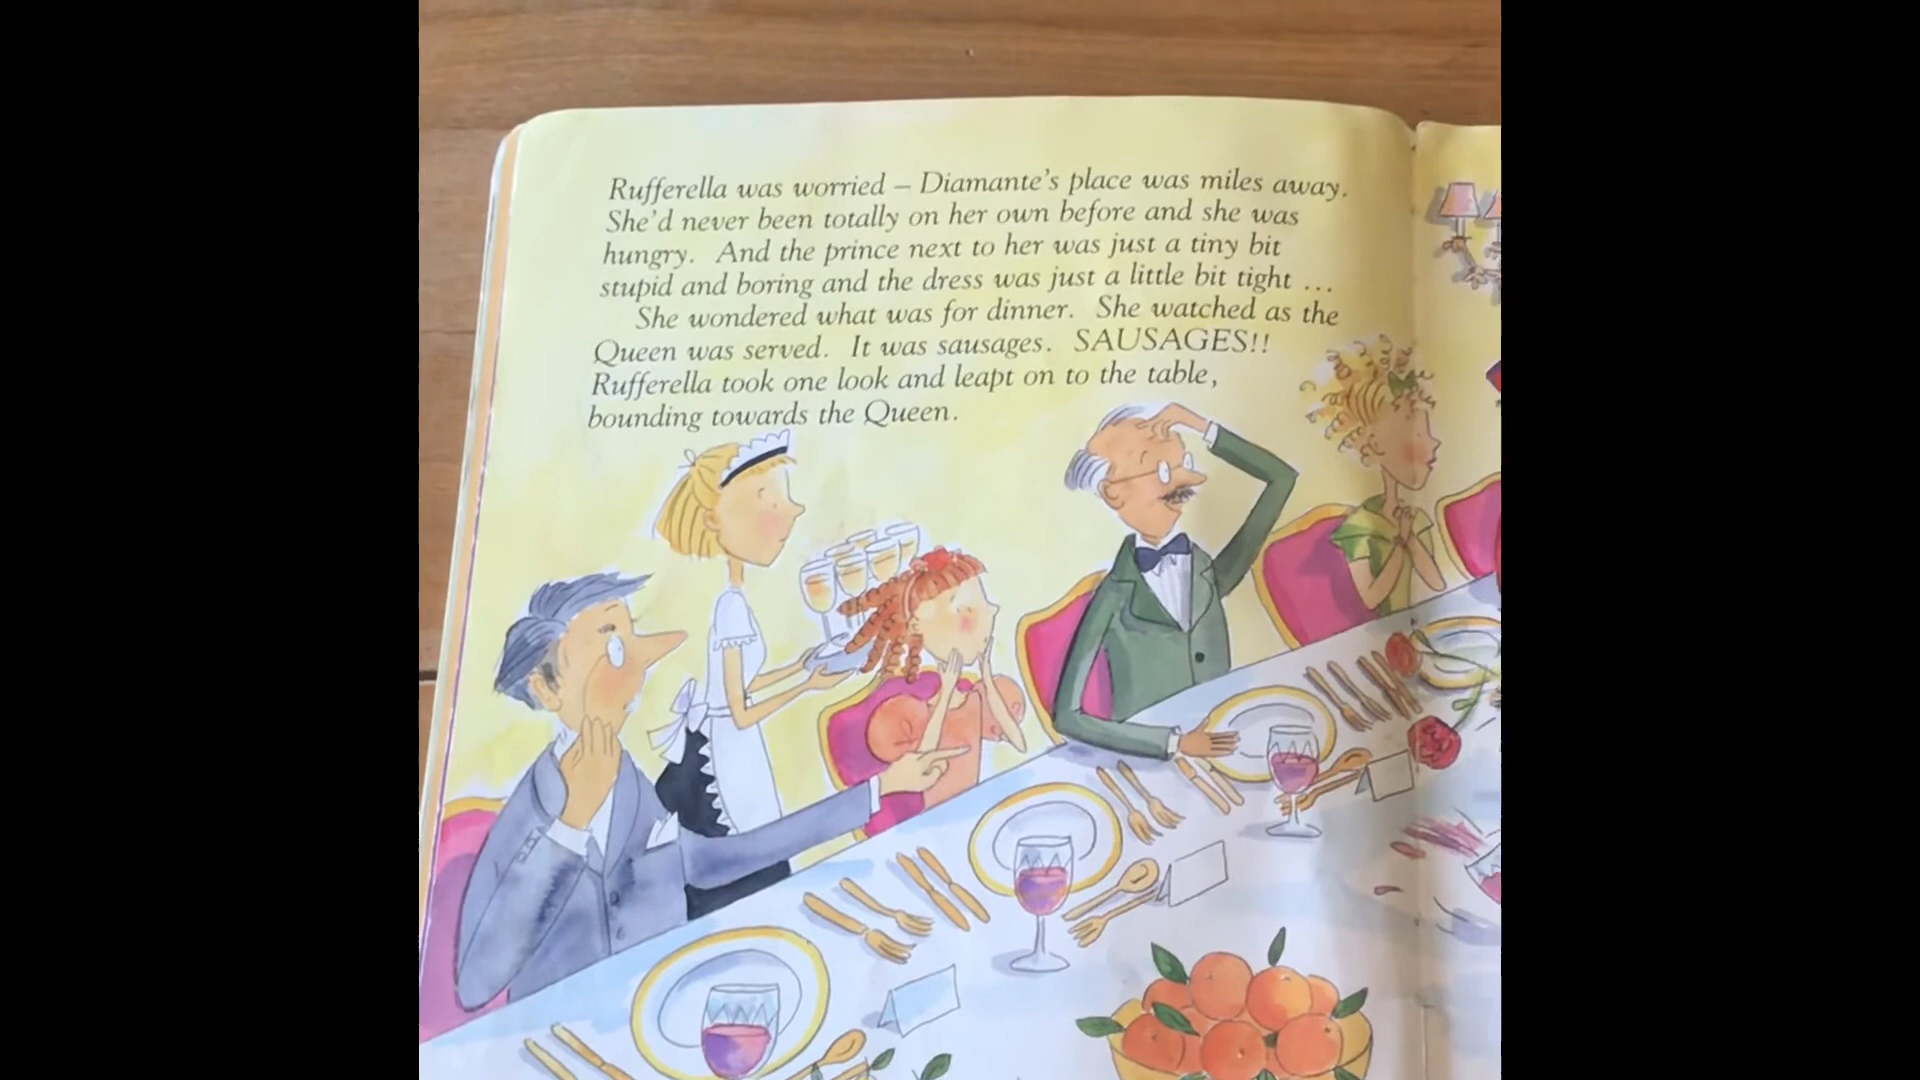 Rufferella was worried – Diamante's place was miles away.
She'd never been totally on her own before and she was
hungry. And the prince next to her was just a tiny bit
stupid and boring and the dress was just a little bit tight ...
She wondered what was for dinner. She watched as the
Queen was served. It was sausages. SAUSAGES!!
Rufferella took one look and leapt on to the table,
bounding towards the Queen.